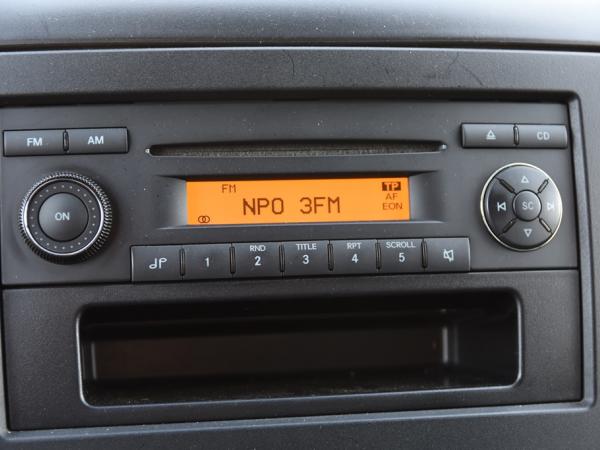 FM AM CD
FM TP
NPO 3FM AF
EON
ON SC
RND TITLE RPT SCROLL
1 2 3 4 5